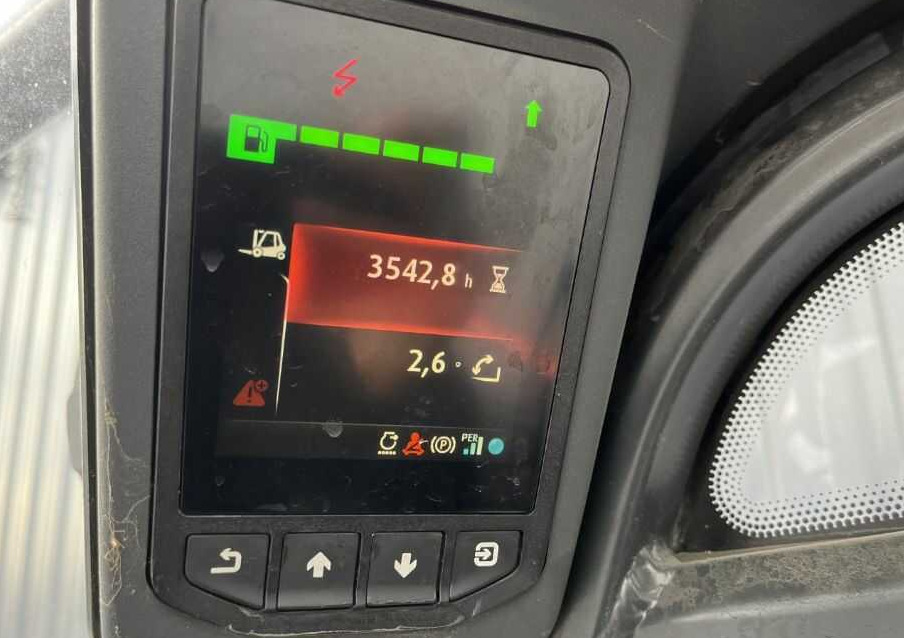 3542,8 h
2,6 °
(P) PER